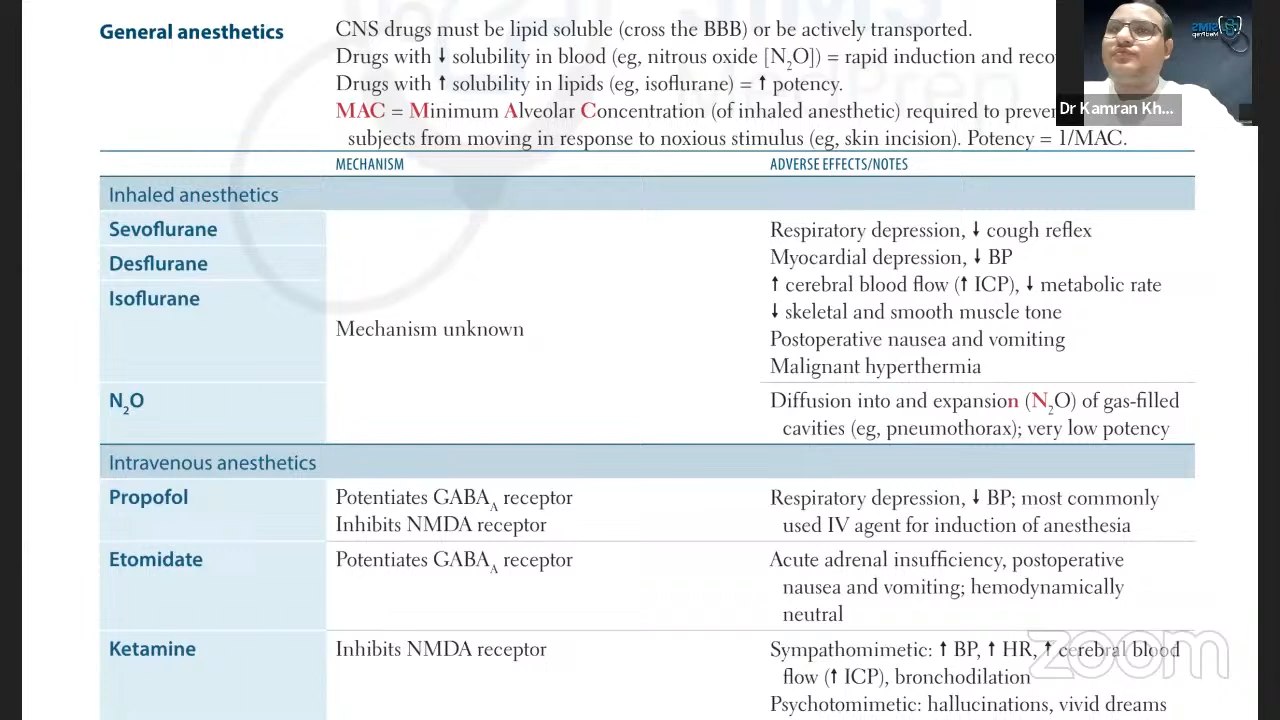 General anesthetics
CNS drugs must be lipid soluble (cross the BBB) or be actively transported.
Drugs with ↓ solubility in blood (eg, nitrous oxide [N₂O]) = rapid induction and reco
Drugs with ↑ solubility in lipids (eg, isoflurane) = ↑ potency.
MAC = Minimum Alveolar Concentration (of inhaled anesthetic) required to preve
subjects from moving in response to noxious stimulus (eg, skin incision). Potency = 1/MAC.
Dr Kamran Kh...
MECHANISM ADVERSE EFFECTS/NOTES
Inhaled anesthetics
Sevoflurane
Desflurane
Isoflurane
Mechanism unknown
Respiratory depression, ↓ cough reflex
Myocardial depression, ↓ BP
↑ cerebral blood flow (↑ ICP), ↓ metabolic rate
↓ skeletal and smooth muscle tone
Postoperative nausea and vomiting
Malignant hyperthermia
N₂O
Diffusion into and expansion (N₂O) of gas-filled
cavities (eg, pneumothorax); very low potency
Intravenous anesthetics
Propofol
Potentiates GABAA receptor
Inhibits NMDA receptor
Respiratory depression, ↓ BP; most commonly
used IV agent for induction of anesthesia
Etomidate
Potentiates GABAA receptor
Acute adrenal insufficiency, postoperative
nausea and vomiting; hemodynamically
neutral
Ketamine
Inhibits NMDA receptor
Sympathomimetic: ↑ BP, ↑ HR, ↑ cerebral blood
flow (↑ ICP), bronchodilation
Psychotomimetic: hallucinations, vivid dreams
zoom